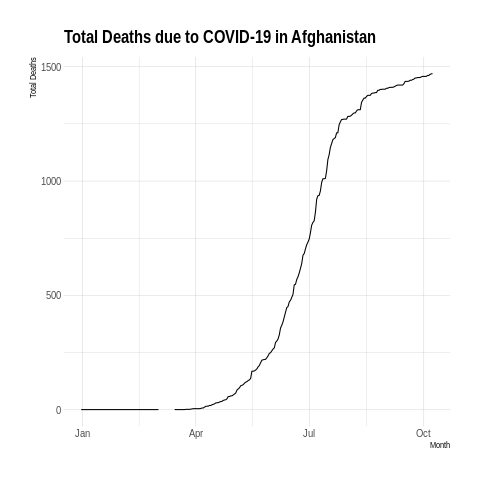 Total Deaths due to COVID-19 in Afghanistan
Total Deaths
1500
1000
500
0
Jan Apr Jul Oct
Month